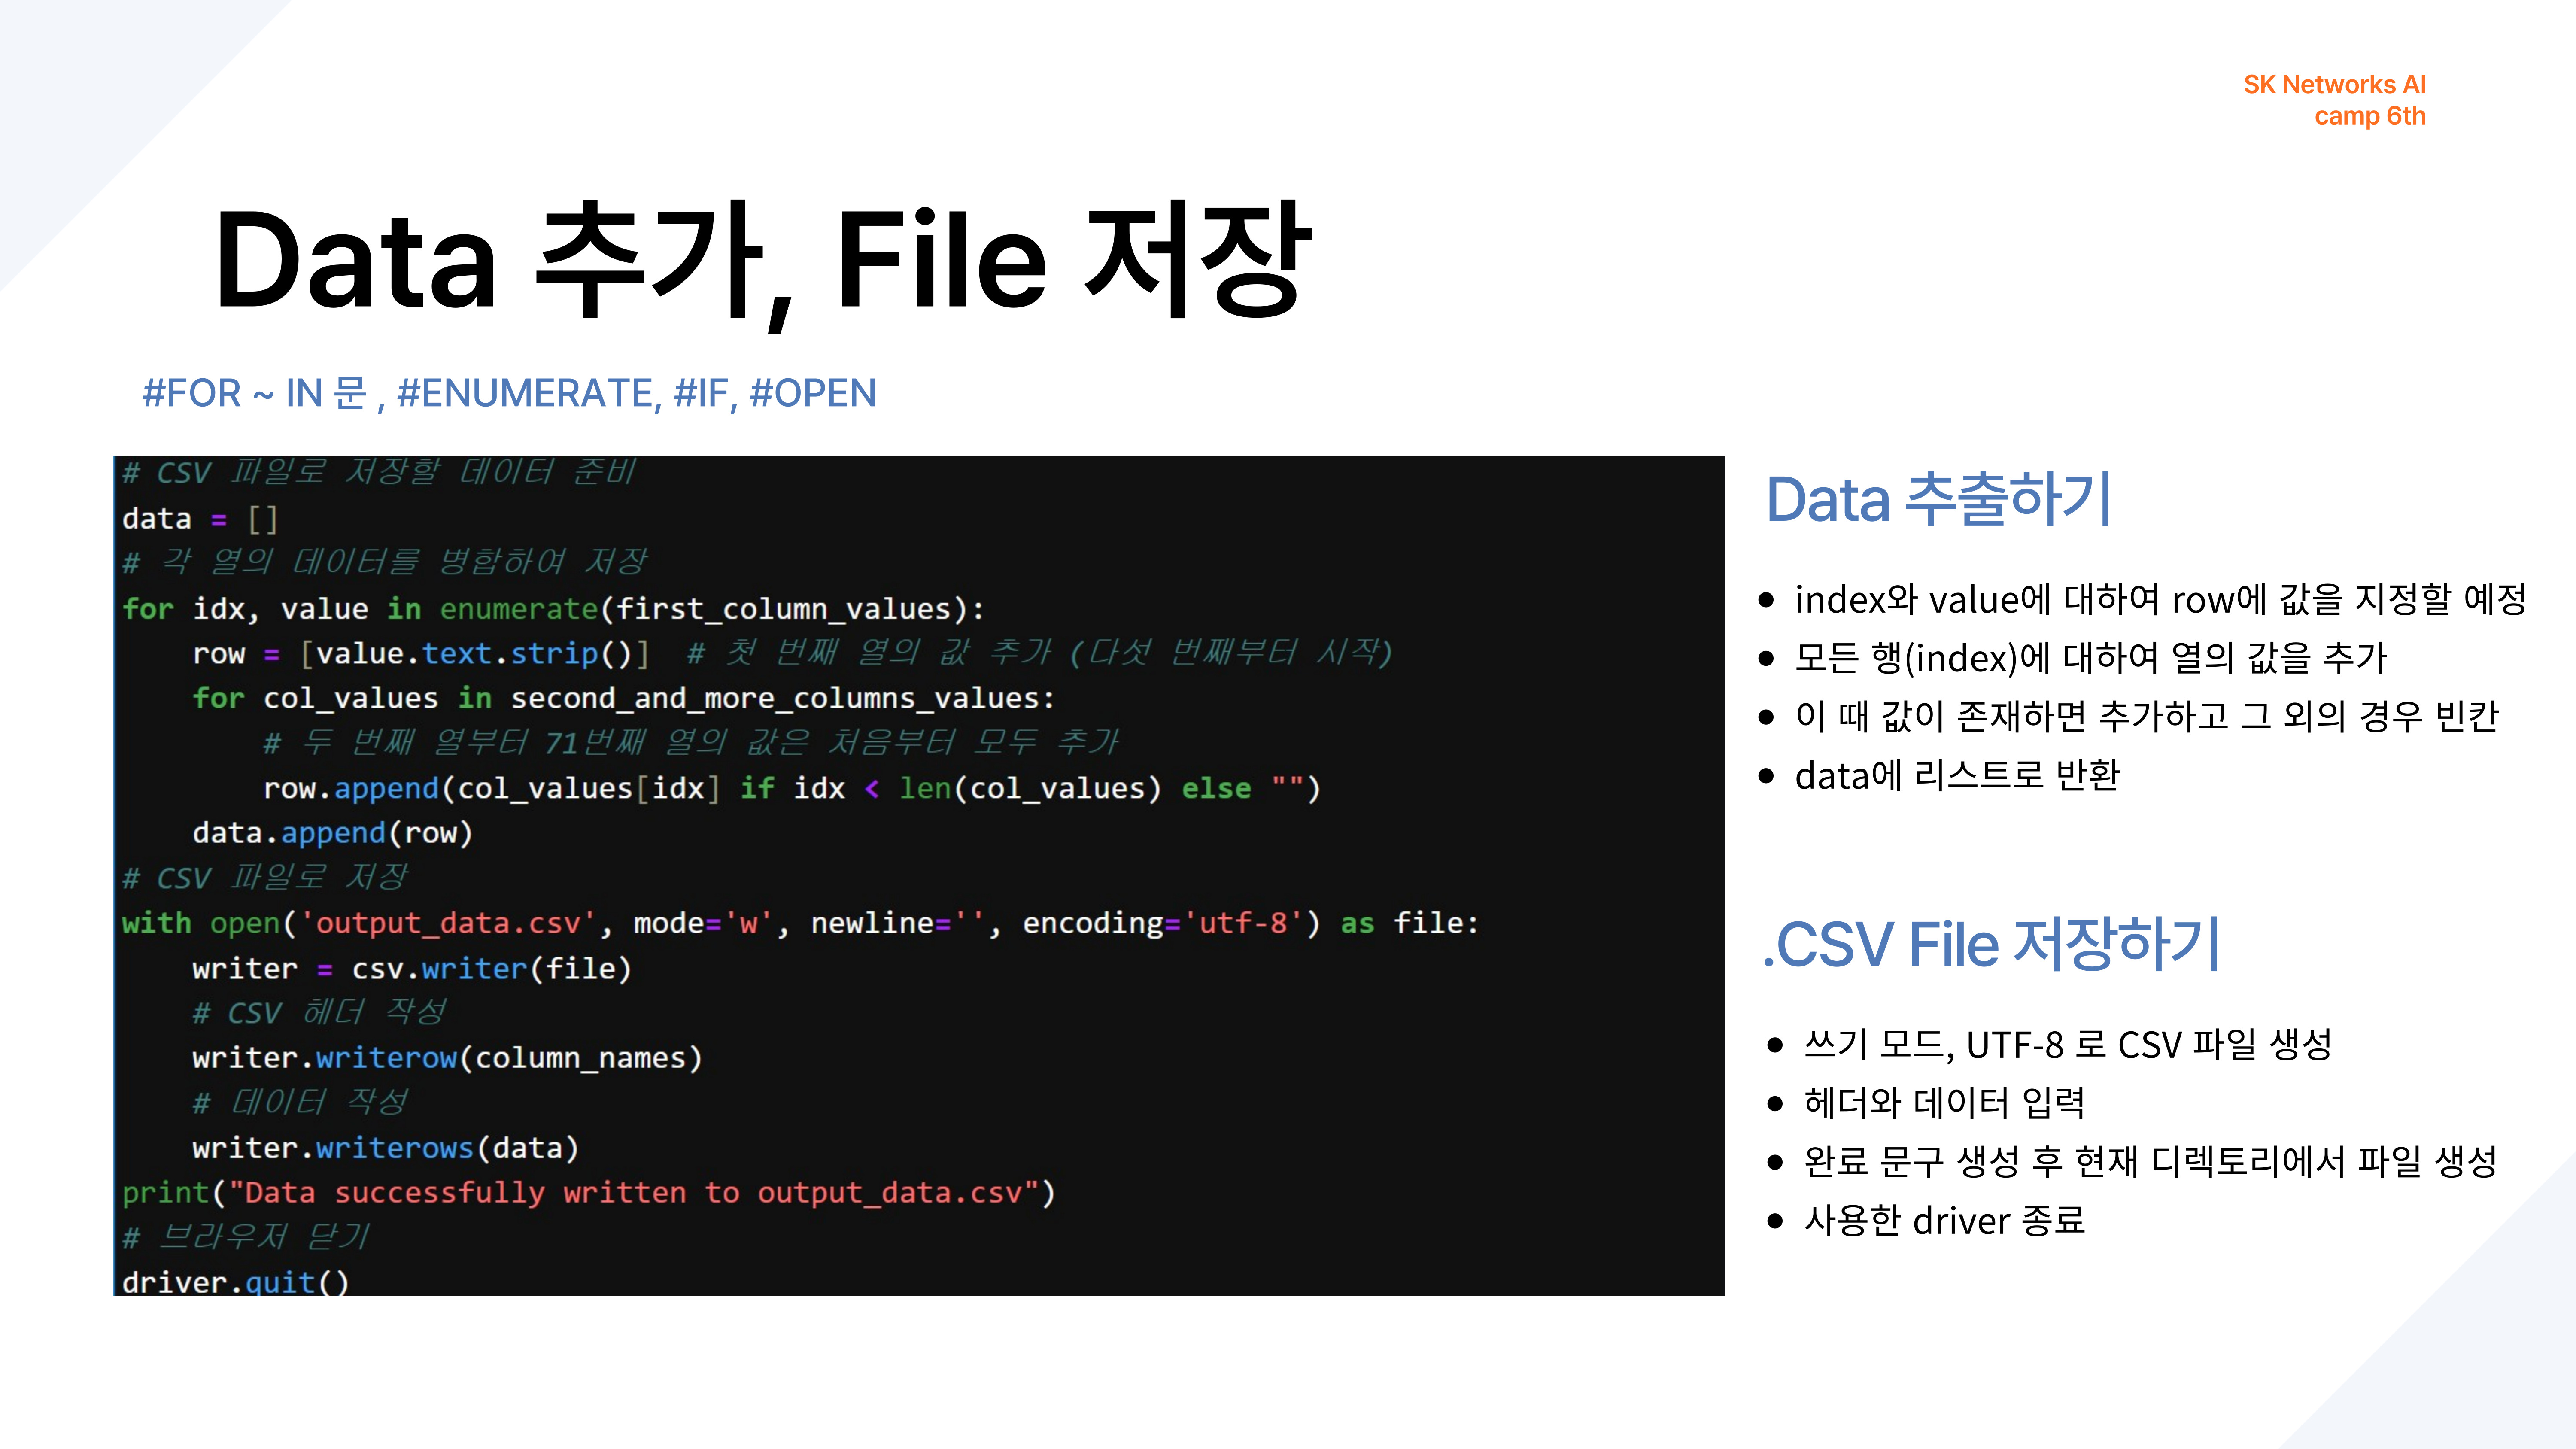 SK Networks AI
camp 6th
Data 추가, File 저장
#FOR ~ IN 문 , #ENUMERATE, #IF, #OPEN
# CSV 파일로 저장할 데이터 준비
data = []
# 각 열의 데이터를 병합하여 저장
for idx, value in enumerate(first_column_values):
    row = [value.text.strip()]  # 첫 번째 열의 값 추가 (다섯 번째부터 시작)
    for col_values in second_and_more_columns_values:
        # 두 번째 열부터 71번째 열의 값은 처음부터 모두 추가
        row.append(col_values[idx] if idx < len(col_values) else "")
    data.append(row)
# CSV 파일로 저장
with open('output_data.csv', mode='w', newline='', encoding='utf-8') as file:
    writer = csv.writer(file)
    # CSV 헤더 작성
    writer.writerow(column_names)
    # 데이터 작성
    writer.writerows(data)
print("Data successfully written to output_data.csv")
# 브라우저 닫기
driver.quit()
Data 추출하기
• index와 value에 대하여 row에 값을 지정할 예정
• 모든 행(index)에 대하여 열의 값을 추가
• 이 때 값이 존재하면 추가하고 그 외의 경우 빈칸
• data에 리스트로 반환
.CSV File 저장하기
• 쓰기 모드, UTF-8 로 CSV 파일 생성
• 헤더와 데이터 입력
• 완료 문구 생성 후 현재 디렉토리에서 파일 생성
• 사용한 driver 종료